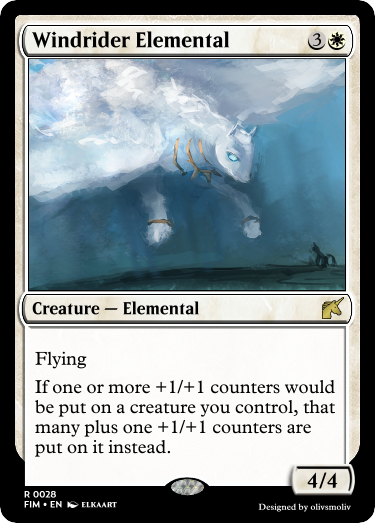 Windrider Elemental 3
Creature — Elemental
Flying
If one or more +1/+1 counters would
be put on a creature you control, that
many plus one +1/+1 counters are
put on it instead.
4/4
R 0028
FIM • EN ELKAART
Designed by olivsmoliv